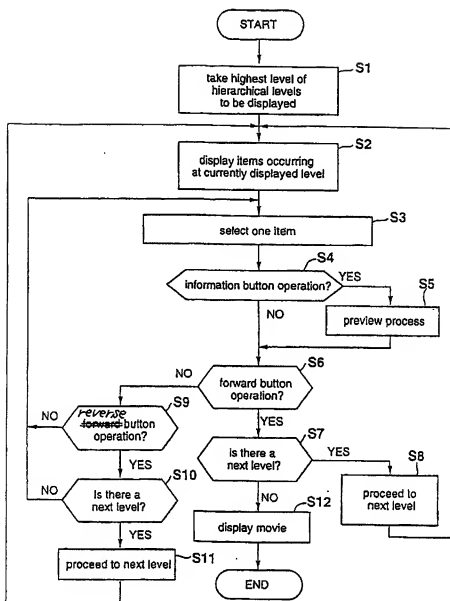 START
S1
take highest level of
hierarchical levels
to be displayed
S2
display items occurring
at currently displayed level
S3
select one item
S4
information button operation?
YES
S5
NO
preview process
S6
NO
forward button
operation?
S9
NO
reverse
forward button
operation?
YES
S7
is there a
next level?
YES
S8
proceed to
next level
YES
S10
NO
Is there a
next level?
NO
S12
display movie
YES
S11
proceed to next level
END